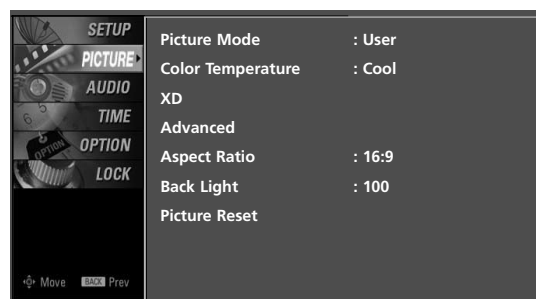 SETUP
PICTURE
AUDIO
TIME
OPTION
OPTION
LOCK
Move BACK Prev
Picture Mode : User
Color Temperature : Cool
XD
Advanced
Aspect Ratio : 16:9
Back Light : 100
Picture Reset